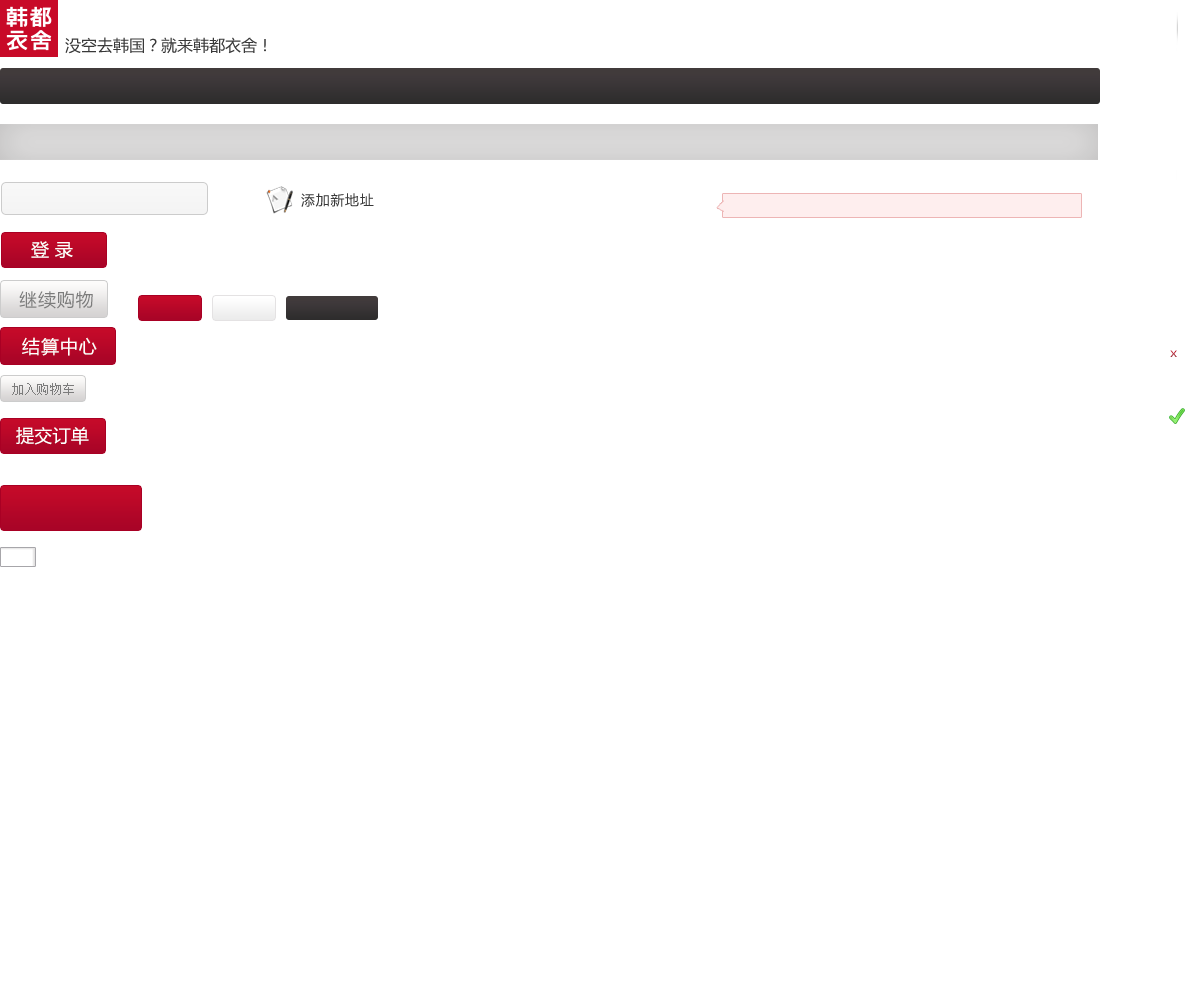 韩都
衣舍
没空去韩国？就来韩都衣舍！
添加新地址
登 录
继续购物
结算中心
x
加入购物车
提交订单